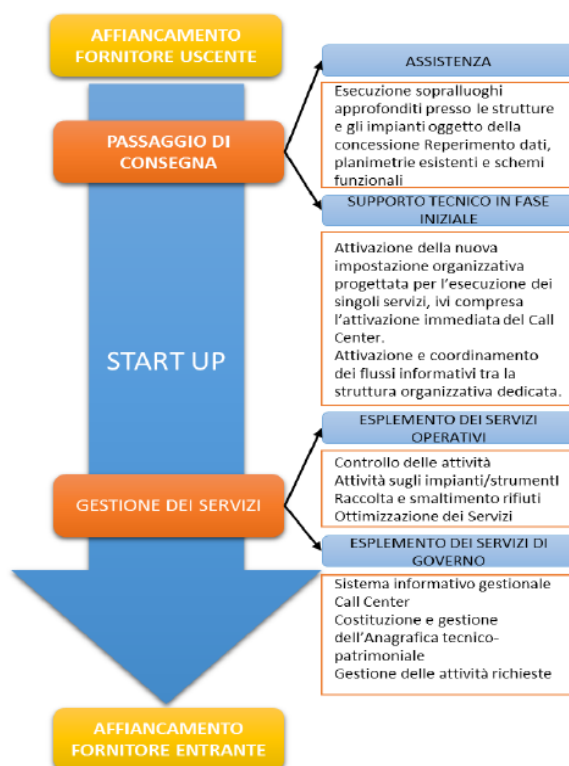 AFFIANCAMENTO
FORNITORE USCENTE
PASSAGGIO DI
CONSEGNA
ASSISTENZA
Esecuzione sopralluoghi
approfonditi presso le strutture
e gli impianti oggetto della
concessione Reperimento dati,
planimetrie esistenti e schemi
funzionali
SUPPORTO TECNICO IN FASE
INIZIALE
Attivazione della nuova
impostazione organizzativa
progettata per l'esecuzione dei
singoli servizi, ivi compresa
l'attivazione immediata del Call
Center.
Attivazione e coordinamento
dei flussi informativi tra la
struttura organizzativa dedicata.
START UP
GESTIONE DEI SERVIZI
ESPLEMENTO DEI SERVIZI
OPERATIVI
Controllo delle attività
Attività sugli impianti/strumentI
Raccolta e smaltimento rifiuti
Ottimizzazione dei Servizi
ESPLEMENTO DEI SERVIZI DI
GOVERNO
Sistema informativo gestionale
Call Center
Costituzione e gestione
dell'Anagrafica tecnico-
patrimoniale
Gestione delle attività richieste
AFFIANCAMENTO
FORNITORE ENTRANTE